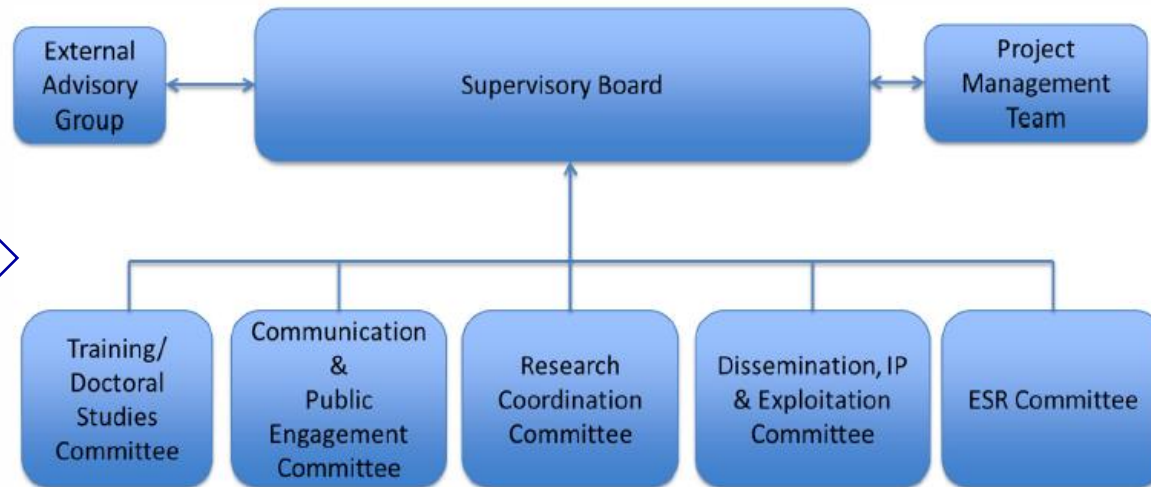 External
Advisory
Group
Supervisory Board
Project
Management
Team
Training/
Doctoral
Studies
Committee
Communication
&
Public
Engagement
Committee
Research
Coordination
Committee
Dissemination, IP
& Exploitation
Committee
ESR Committee